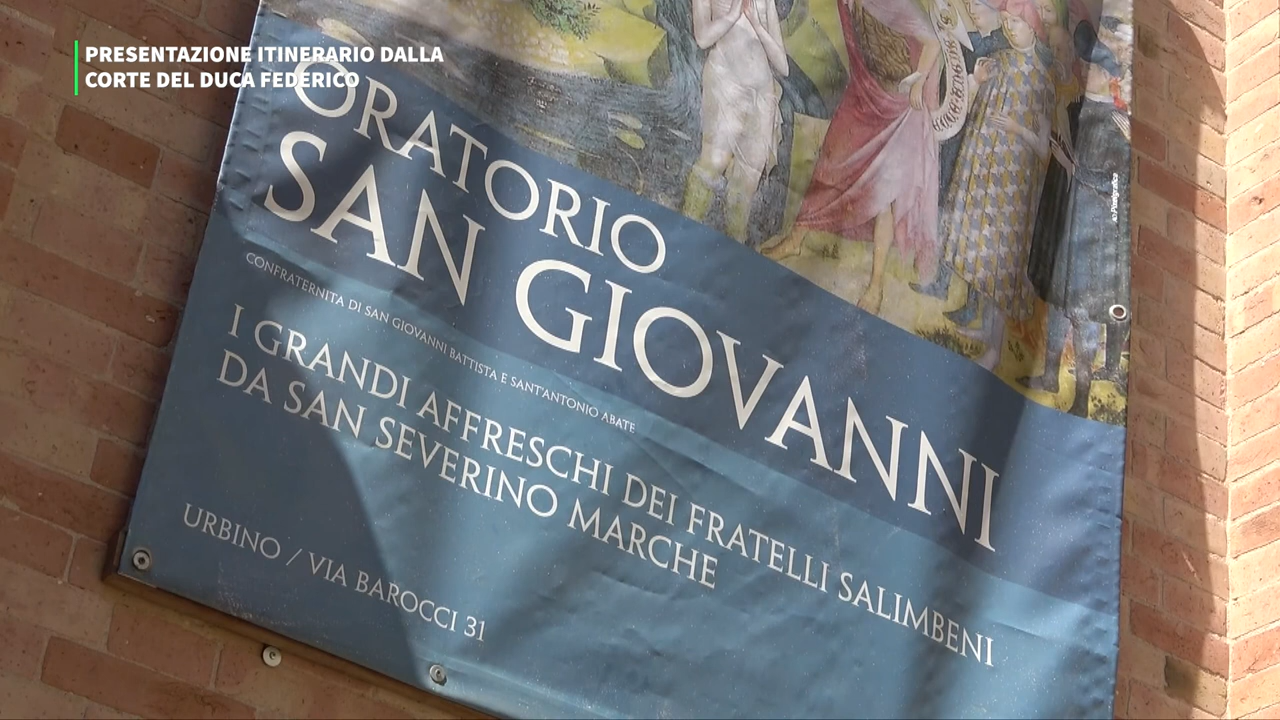 PRESENTAZIONE ITINERARIO DALLA
CORTE DEL DUCA FEDERICO
ORATORIO
SAN GIOVANNI
CONFRATERNITA DI SAN GIOVANNI BATTISTA E SANT'ANTONIO ABATE
I GRANDI AFFRESCHI DEI FRATELLI SALIMBENI
DA SAN SEVERINO MARCHE
URBINO / VIA BAROCCI 31